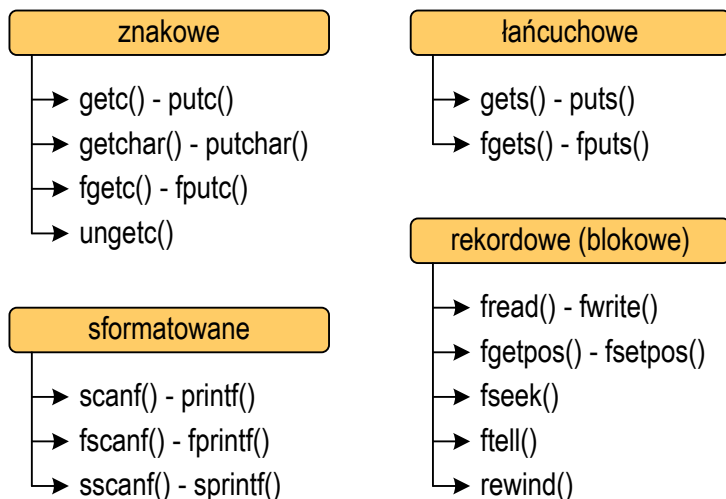 znakowe
getc() - putc()
getchar() - putchar()
fgetc() - fputc()
ungetc()
sformatowane
scanf() - printf()
fscanf() - fprintf()
sscanf() - sprintf()
łańcuchowe
gets() - puts()
fgets() - fputs()
rekordowe (blokowe)
fread() - fwrite()
fgetpos() - fsetpos()
fseek()
ftell()
rewind()